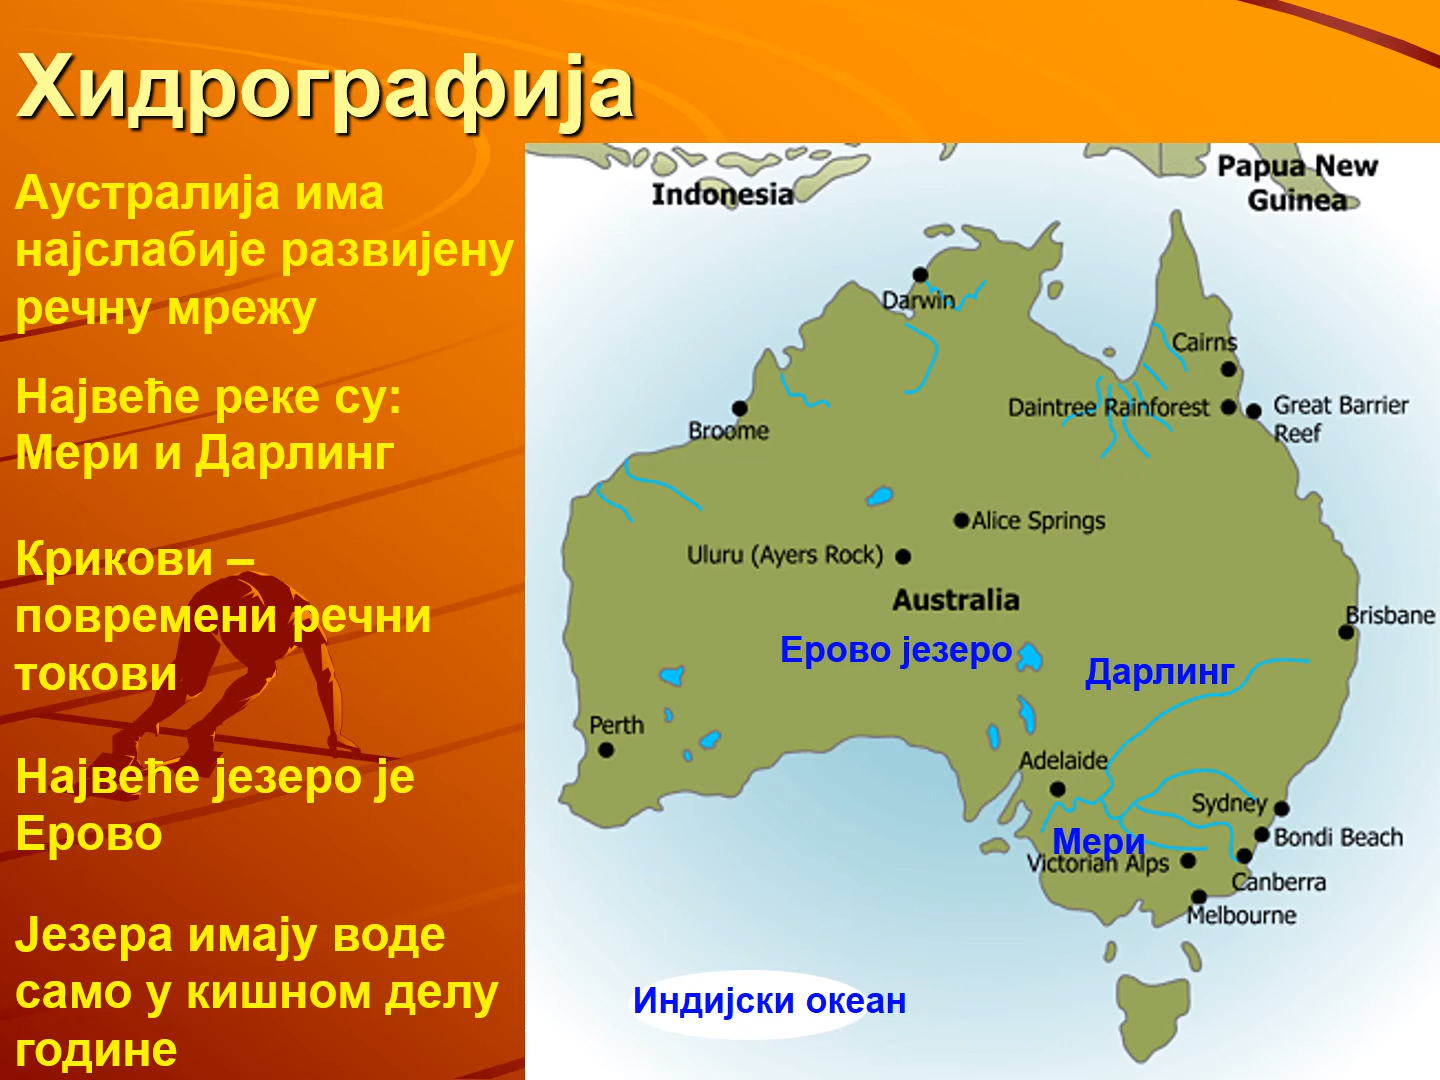 Хидрографија
Аустралија има
најслабије развијену
речну мрежу
Највеће реке су:
Мери и Дарлинг
Крикови –
повремени речни
токови
Највеће језеро је
Ерово
Језера имају воде
само у кишном делу
године
Indonesia
Papua New
Guinea
Darwin
Cairns
Daintree Rainforest
Great Barrier
Reef
Broome
Alice Springs
Uluru (Ayers Rock)
Australia
Brisbane
Ерово језеро
Дарлинг
Perth
Adelaide
Sydney
Мери
Bondi Beach
Victorian Alps
Canberra
Melbourne
Индијски океан